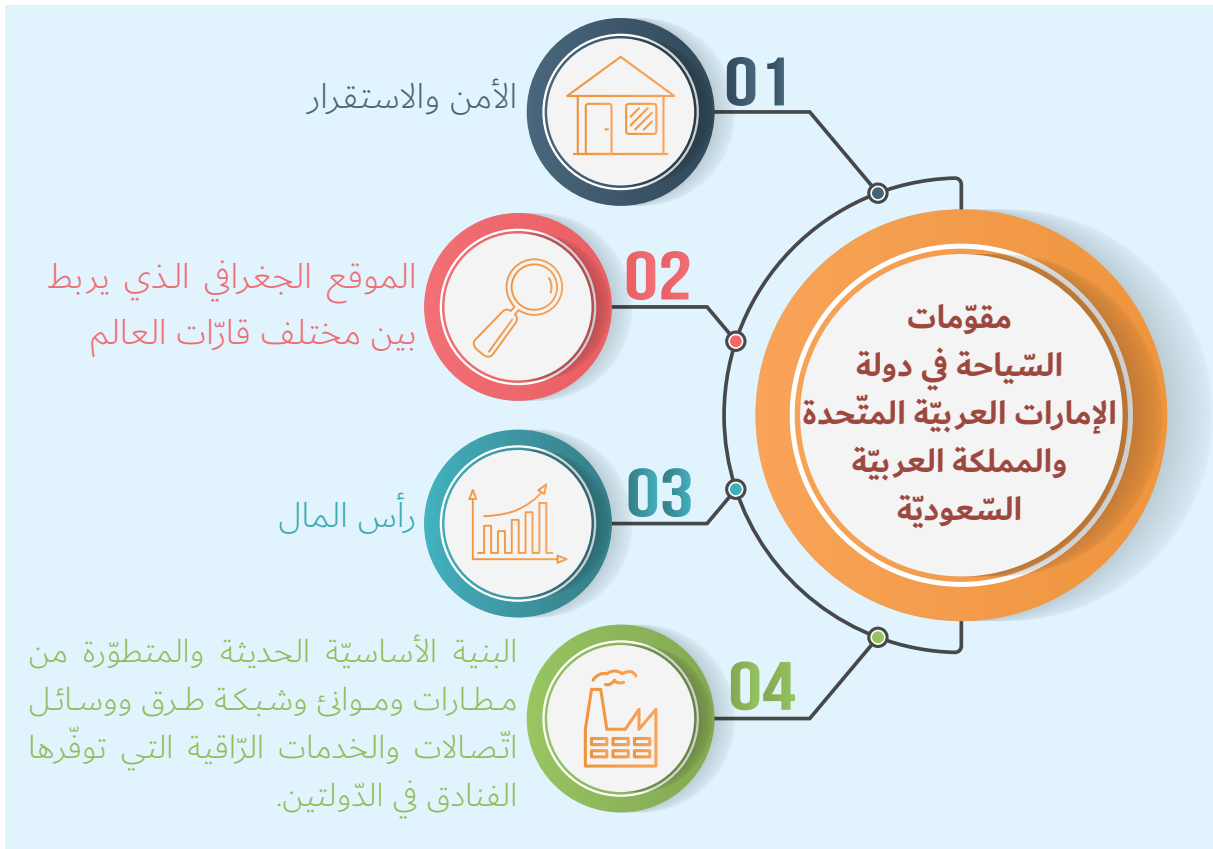 مقوّمات
السّياحة في دولة
الإمارات العربيّة المتّحدة
والمملكة العربيّة
السّعوديّة
01
الأمن والاستقرار
02
الموقع الجغرافي الذي يربط
بين مختلف قارّات العالم
03
رأس المال
04
البنية الأساسيّة الحديثة والمتطوّرة من
مطارات وموانئ وشبكة طرق ووسائل
اتّصالات والخدمات الرّاقية التي توفّرها
الفنادق في الدّولتين.